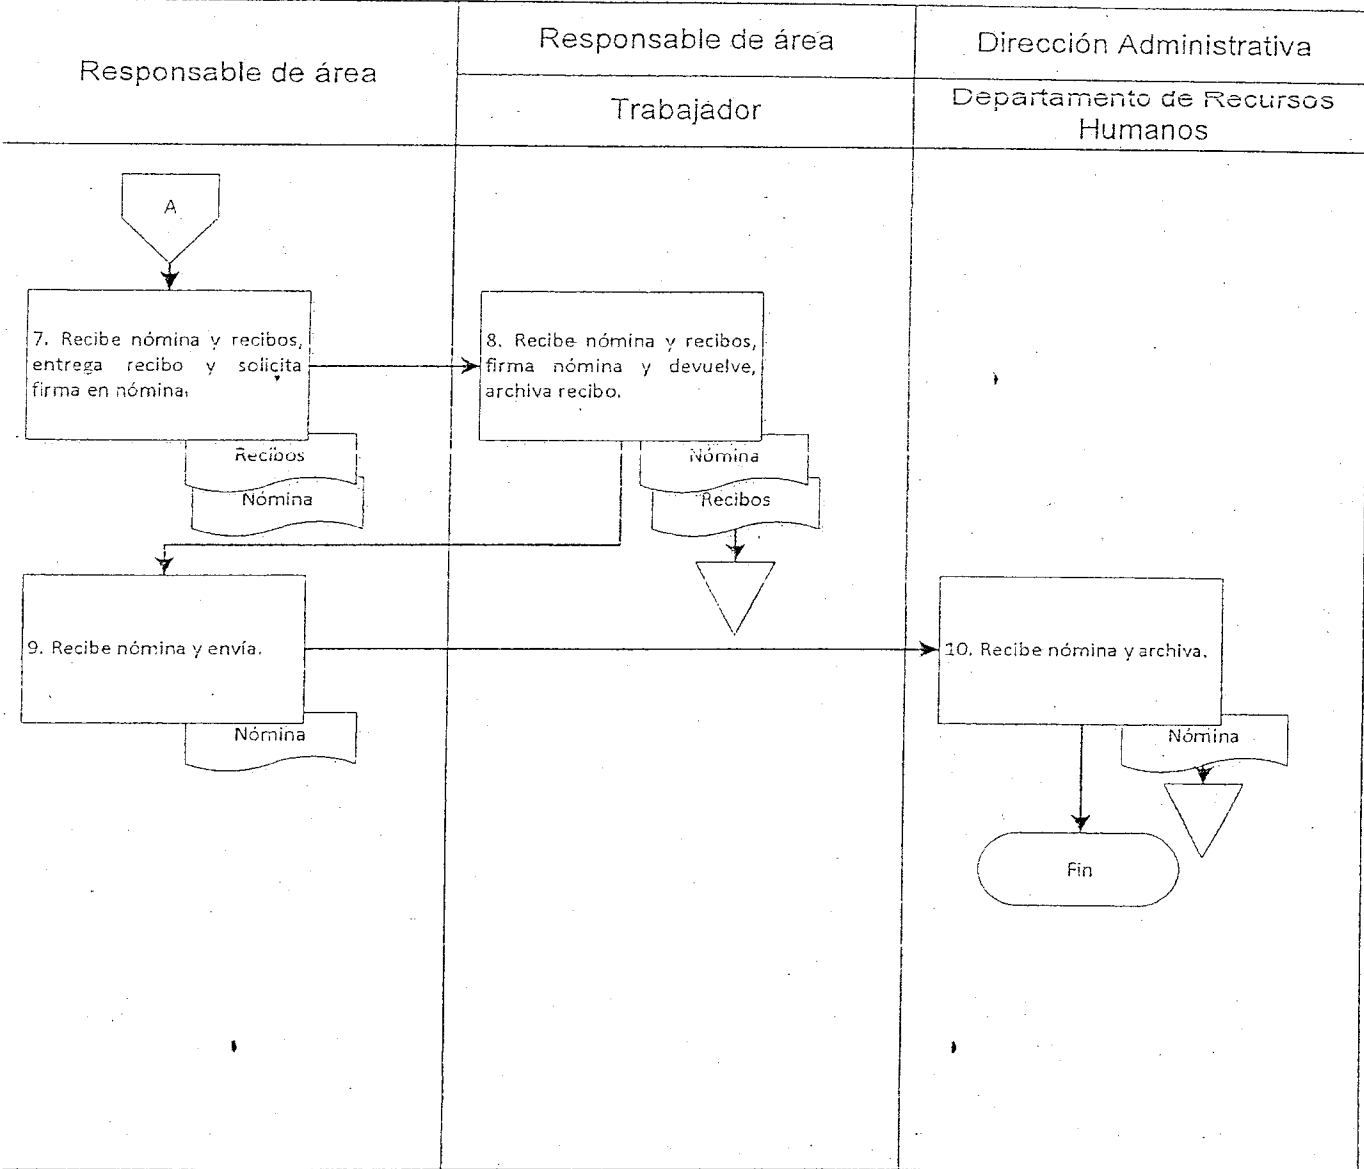 Responsable de área
Responsable de área
Trabajador
Dirección Administrativa
Departamento de Recursos
Humanos
A
7. Recibe nómina y recibos,
entrega recibo y solicita
firma en nómina.
Recibos
Nómina
8. Recibe nómina y recibos,
firma nómina y devuelve,
archiva recibo.
Nómina
Recibos
9. Recibe nómina y envía.
Nómina
10. Recibe nómina y archiva.
Nómina
Fin